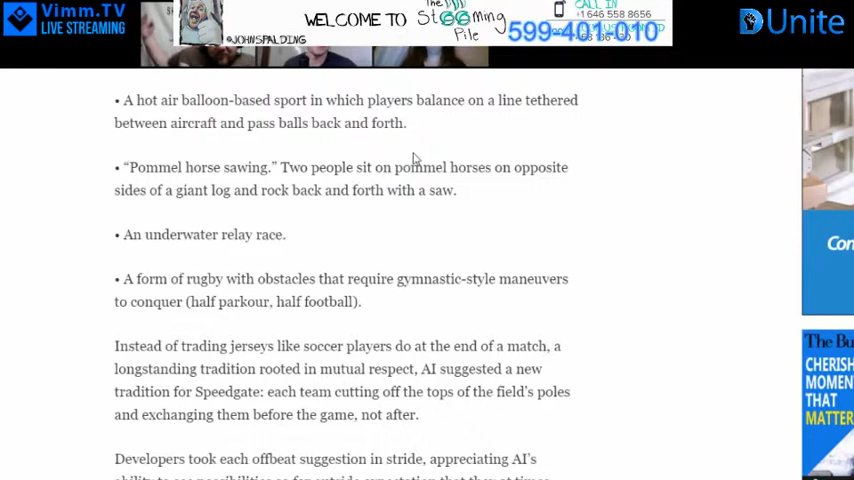 Vimm.TV
LIVE STREAMING
@JOHNSPALDING
WELCOME TO
The
Steeming
Pile
CALL IN
+1 646 558 8656
599-401-010
Unite
• A hot air balloon-based sport in which players balance on a line tethered
between aircraft and pass balls back and forth.
• “Pommel horse sawing.” Two people sit on pommel horses on opposite
sides of a giant log and rock back and forth with a saw.
• An underwater relay race.
• A form of rugby with obstacles that require gymnastic-style maneuvers
to conquer (half parkour, half football).
Instead of trading jerseys like soccer players do at the end of a match, a
longstanding tradition rooted in mutual respect, AI suggested a new
tradition for Speedgate: each team cutting off the tops of the field’s poles
and exchanging them before the game, not after.
Developers took each offbeat suggestion in stride, appreciating AI’s
The Bu
CHERISH
MOMEN
THAT
MATTER